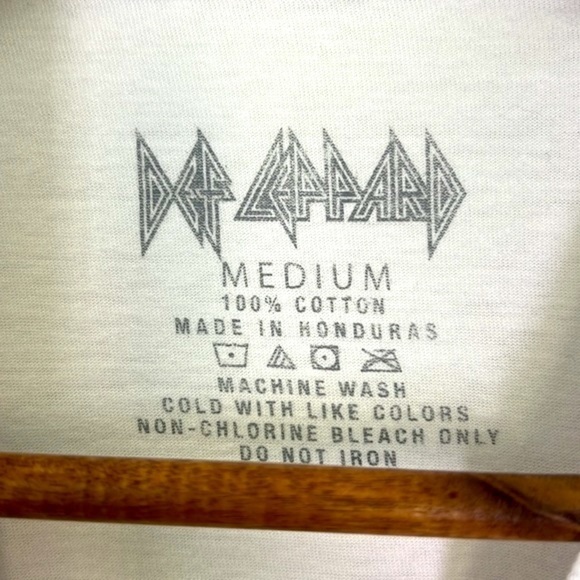 DEF LEPPARD
MEDIUM
100% COTTON
MADE IN HONDURAS
MACHINE WASH
COLD WITH LIKE COLORS
NON-CHLORINE BLEACH ONLY
DO NOT IRON